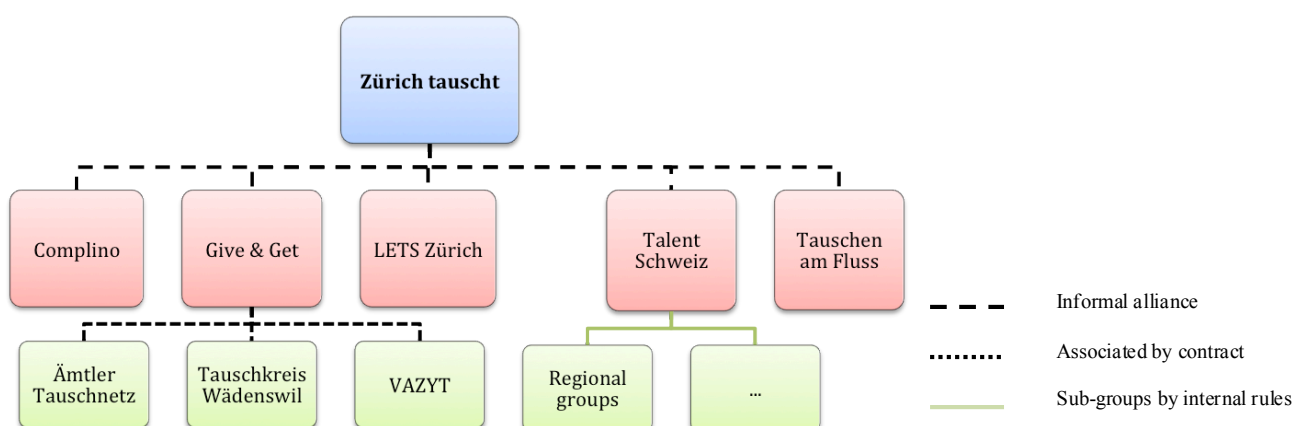 Zürich tauscht
Complino
Give & Get
LETS Zürich
Talent
Schweiz
Tauschen
am Fluss
Informal alliance
Associated by contract
Sub-groups by internal rules
Ämtler
Tauschnetz
Tauschkreis
Wädenswil
VAZYT
Regional
groups
...